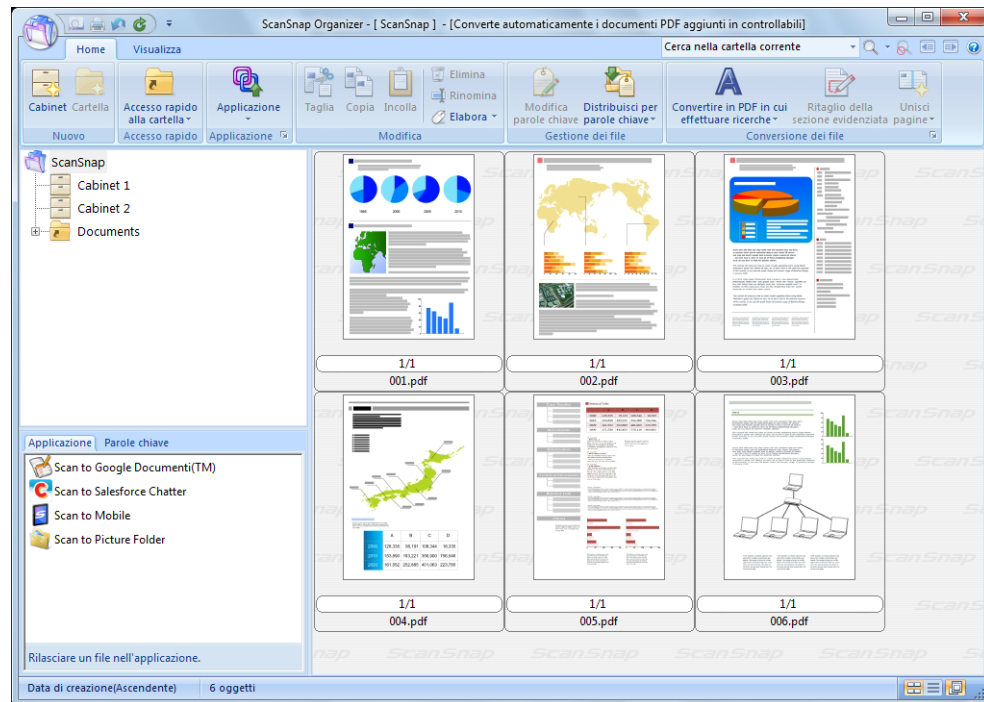 ScanSnap Organizer - [ ScanSnap ] - [Converte automaticamente i documenti PDF aggiunti in controllabili]
Home Visualizza Cerca nella cartella corrente
Cabinet Cartella Accesso rapido alla cartella Applicazione Taglia Copia Incolla Elimina Rinomina Elabora Modifica parole chiave Distribuisci per parole chiave Convertire in PDF in cui effettuare ricerche Ritaglio della sezione evidenziata Unisci pagine
Nuovo Accesso rapido Applicazione Modifica Gestione dei file Conversione dei file
ScanSnap
Cabinet 1
Cabinet 2
Documents
1/1 1/1 1/1
001.pdf 002.pdf 003.pdf
1/1 1/1 1/1
004.pdf 005.pdf 006.pdf
Applicazione Parole chiave
Scan to Google Documenti(TM)
Scan to Salesforce Chatter
Scan to Mobile
Scan to Picture Folder
Rilasciare un file nell'applicazione.
Data di creazione(Ascendente) 6 oggetti